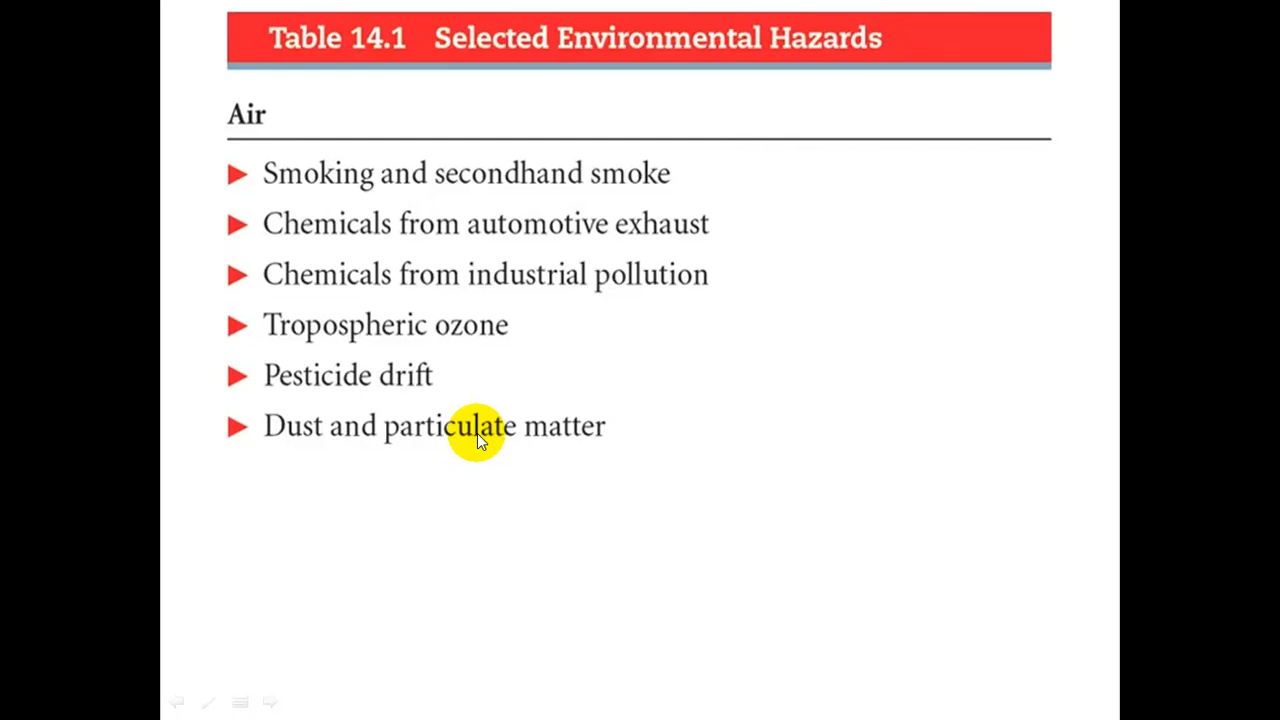 Table 14.1 Selected Environmental Hazards
Air
Smoking and secondhand smoke
Chemicals from automotive exhaust
Chemicals from industrial pollution
Tropospheric ozone
Pesticide drift
Dust and particulate matter